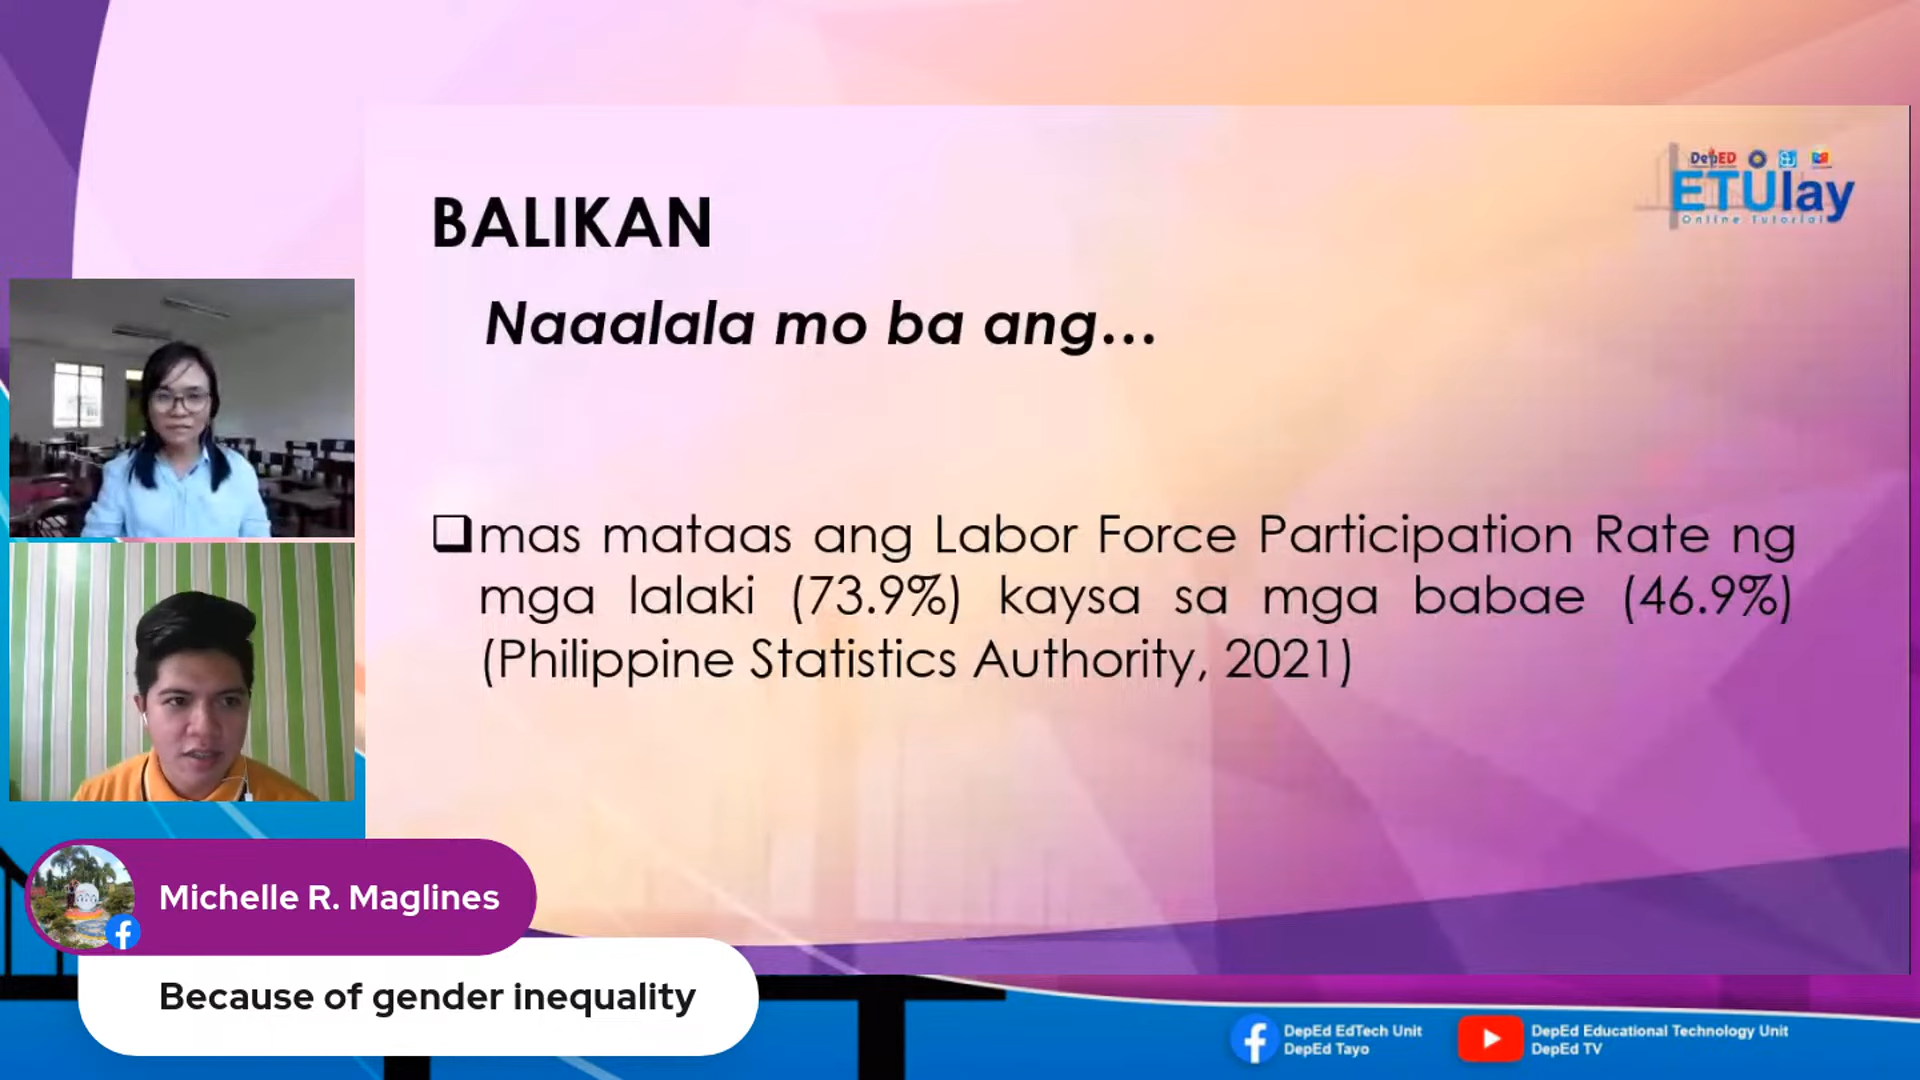 DepED
ETUlay
Online Tutorial
BALIKAN
Naaalala mo ba ang...
mas mataas ang Labor Force Participation Rate ng
mga lalaki (73.9%) kaysa sa mga babae (46.9%)
(Philippine Statistics Authority, 2021)
Michelle R. Maglines
Because of gender inequality
DepEd EdTech Unit
DepEd Tayo
DepEd Educational Technology Unit
DepEd TV